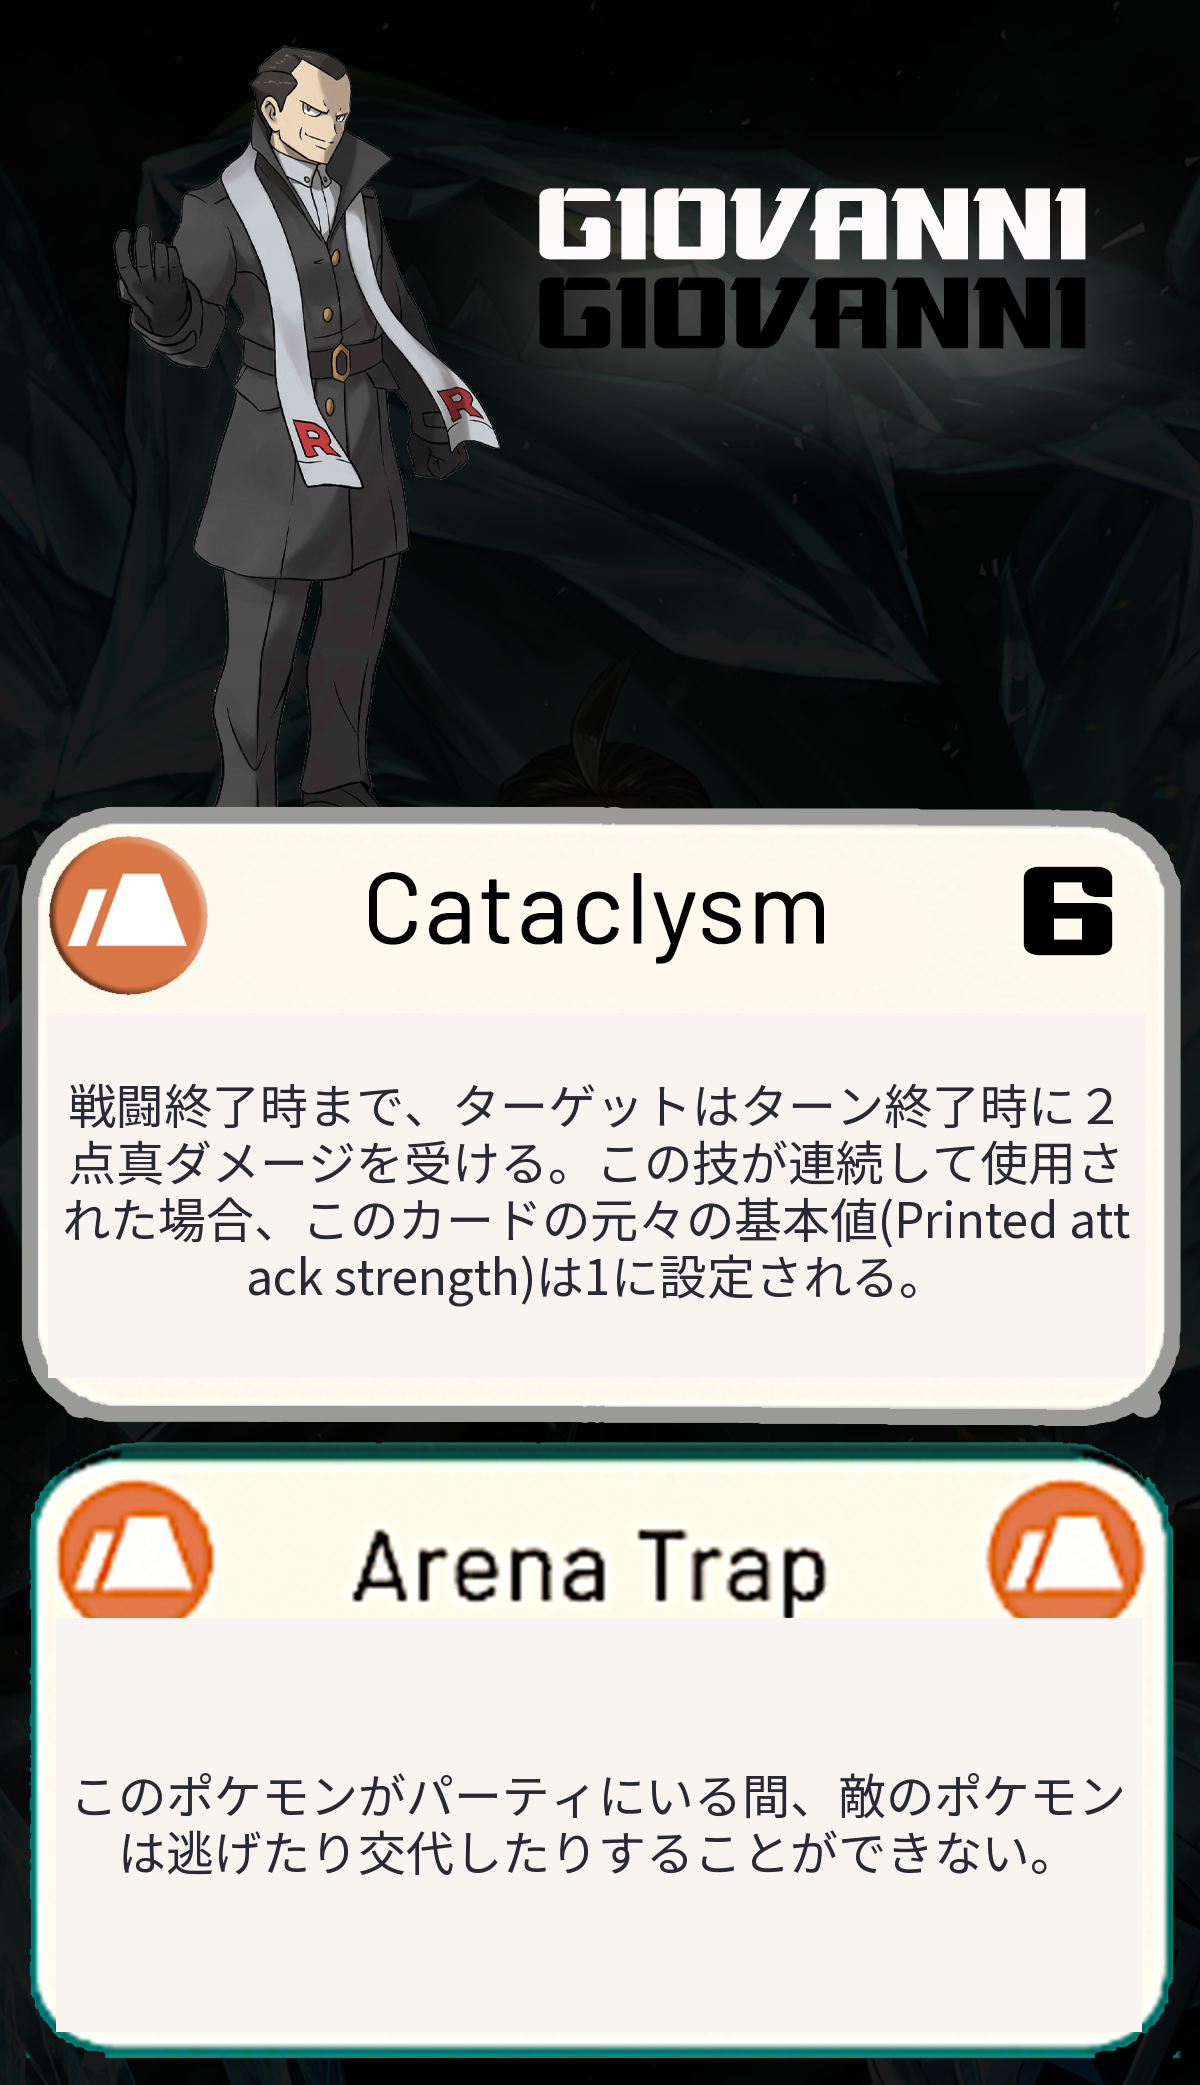 GIOVANNI
GIOVANNI
R
R
Cataclysm
6
戦闘終了時まで、ターゲットはターン終了時に２
点真ダメージを受ける。この技が連続して使用さ
れた場合、このカードの元々の基本値(Printed att
ack strength)は1に設定される。
Arena Trap
このポケモンがパーティにいる間、敵のポケモン
は逃げたり交代したりすることができない。